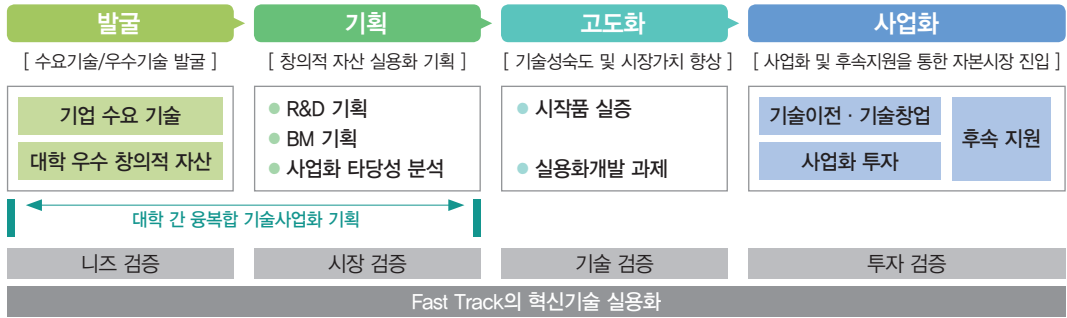 발굴
기획
고도화
사업화
[ 수요기술/우수기술 발굴 ]
[ 창의적 자산 실용화 기획 ]
[ 기술성숙도 및 시장가치 향상 ]
[ 사업화 및 후속지원을 통한 자본시장 진입 ]
기업 수요 기술
대학 우수 창의적 자산
● R&D 기획
● BM 기획
● 사업화 타당성 분석
● 시작품 실증
● 실용화개발 과제
기술이전 · 기술창업
사업화 투자
후속 지원
대학 간 융복합 기술사업화 기획
니즈 검증
시장 검증
기술 검증
투자 검증
Fast Track의 혁신기술 실용화